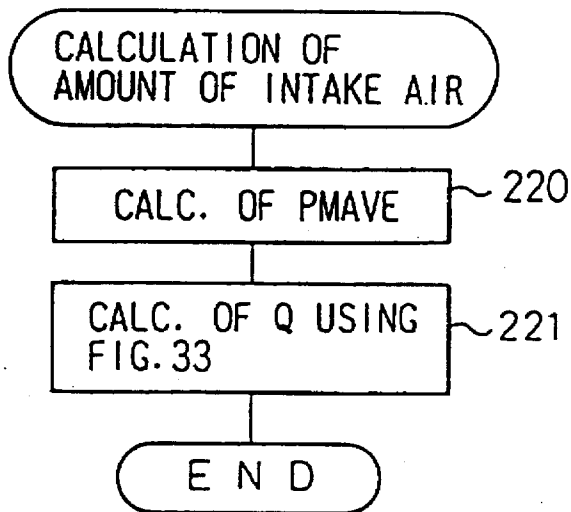 CALCULATION OF
AMOUNT OF INTAKE AIR
CALC. OF PMAVE
220
CALC. OF Q USING
FIG. 33
221
END